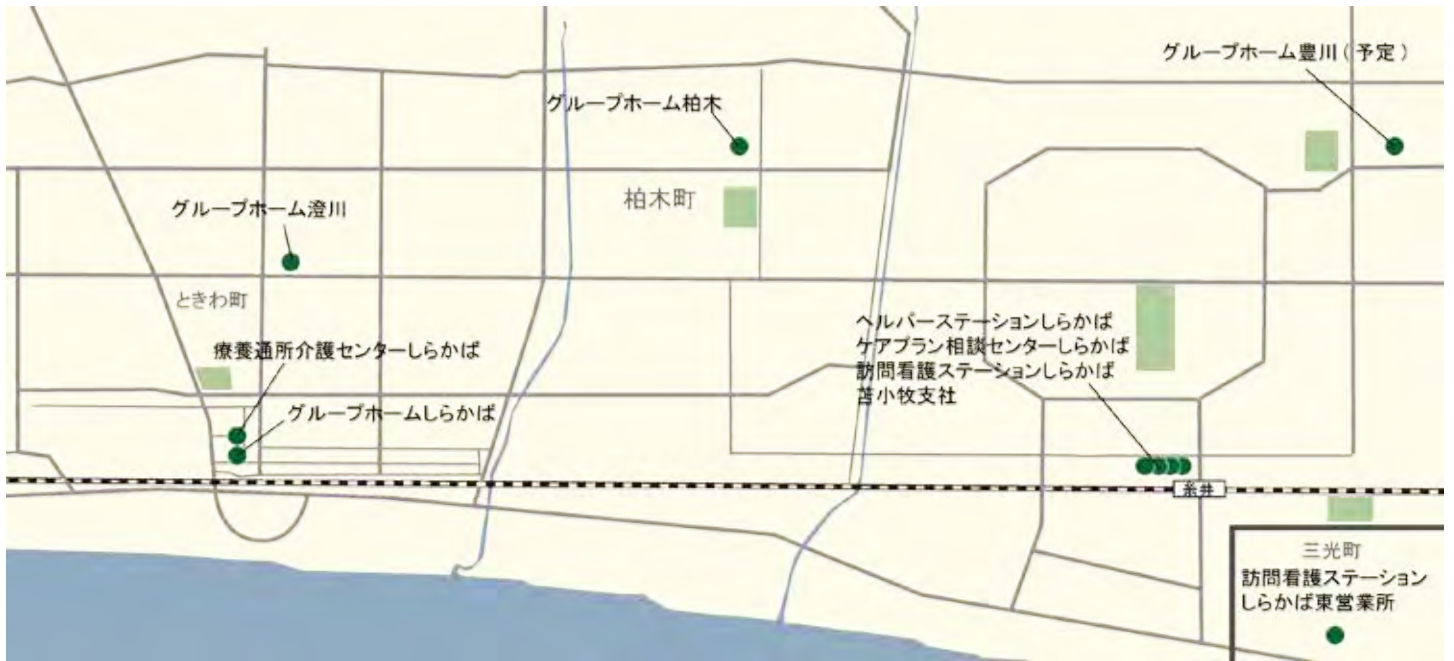 グループホーム豊川(予定)
グループホーム柏木
柏木町
グループホーム澄川
ときわ町
療養通所介護センターしらかば
グループホームしらかば
ヘルパーステーションしらかば
ケアプラン相談センターしらかば
訪問看護ステーションしらかば
苫小牧支社
糸井
三光町
訪問看護ステーション
しらかば東営業所